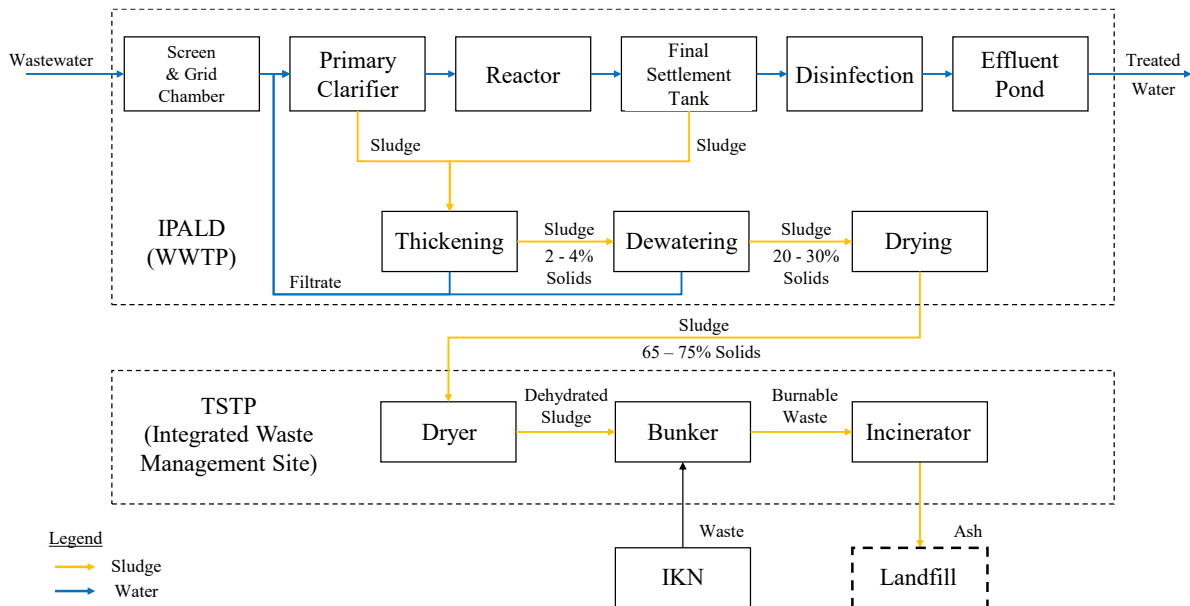 Wastewater
Screen
& Grid
Chamber
Primary
Clarifier
Reactor
Final
Settlement
Tank
Disinfection
Effluent
Pond
Treated
Water
Sludge
Sludge
IPALD
(WWTP)
Thickening
Sludge
2 - 4%
Solids
Dewatering
Sludge
20 - 30%
Solids
Drying
Filtrate
Sludge
65 – 75% Solids
TSTP
(Integrated Waste
Management Site)
Dryer
Dehydrated
Sludge
Bunker
Burnable
Waste
Incinerator
Waste
Ash
Legend
Sludge
Water
IKN
Landfill